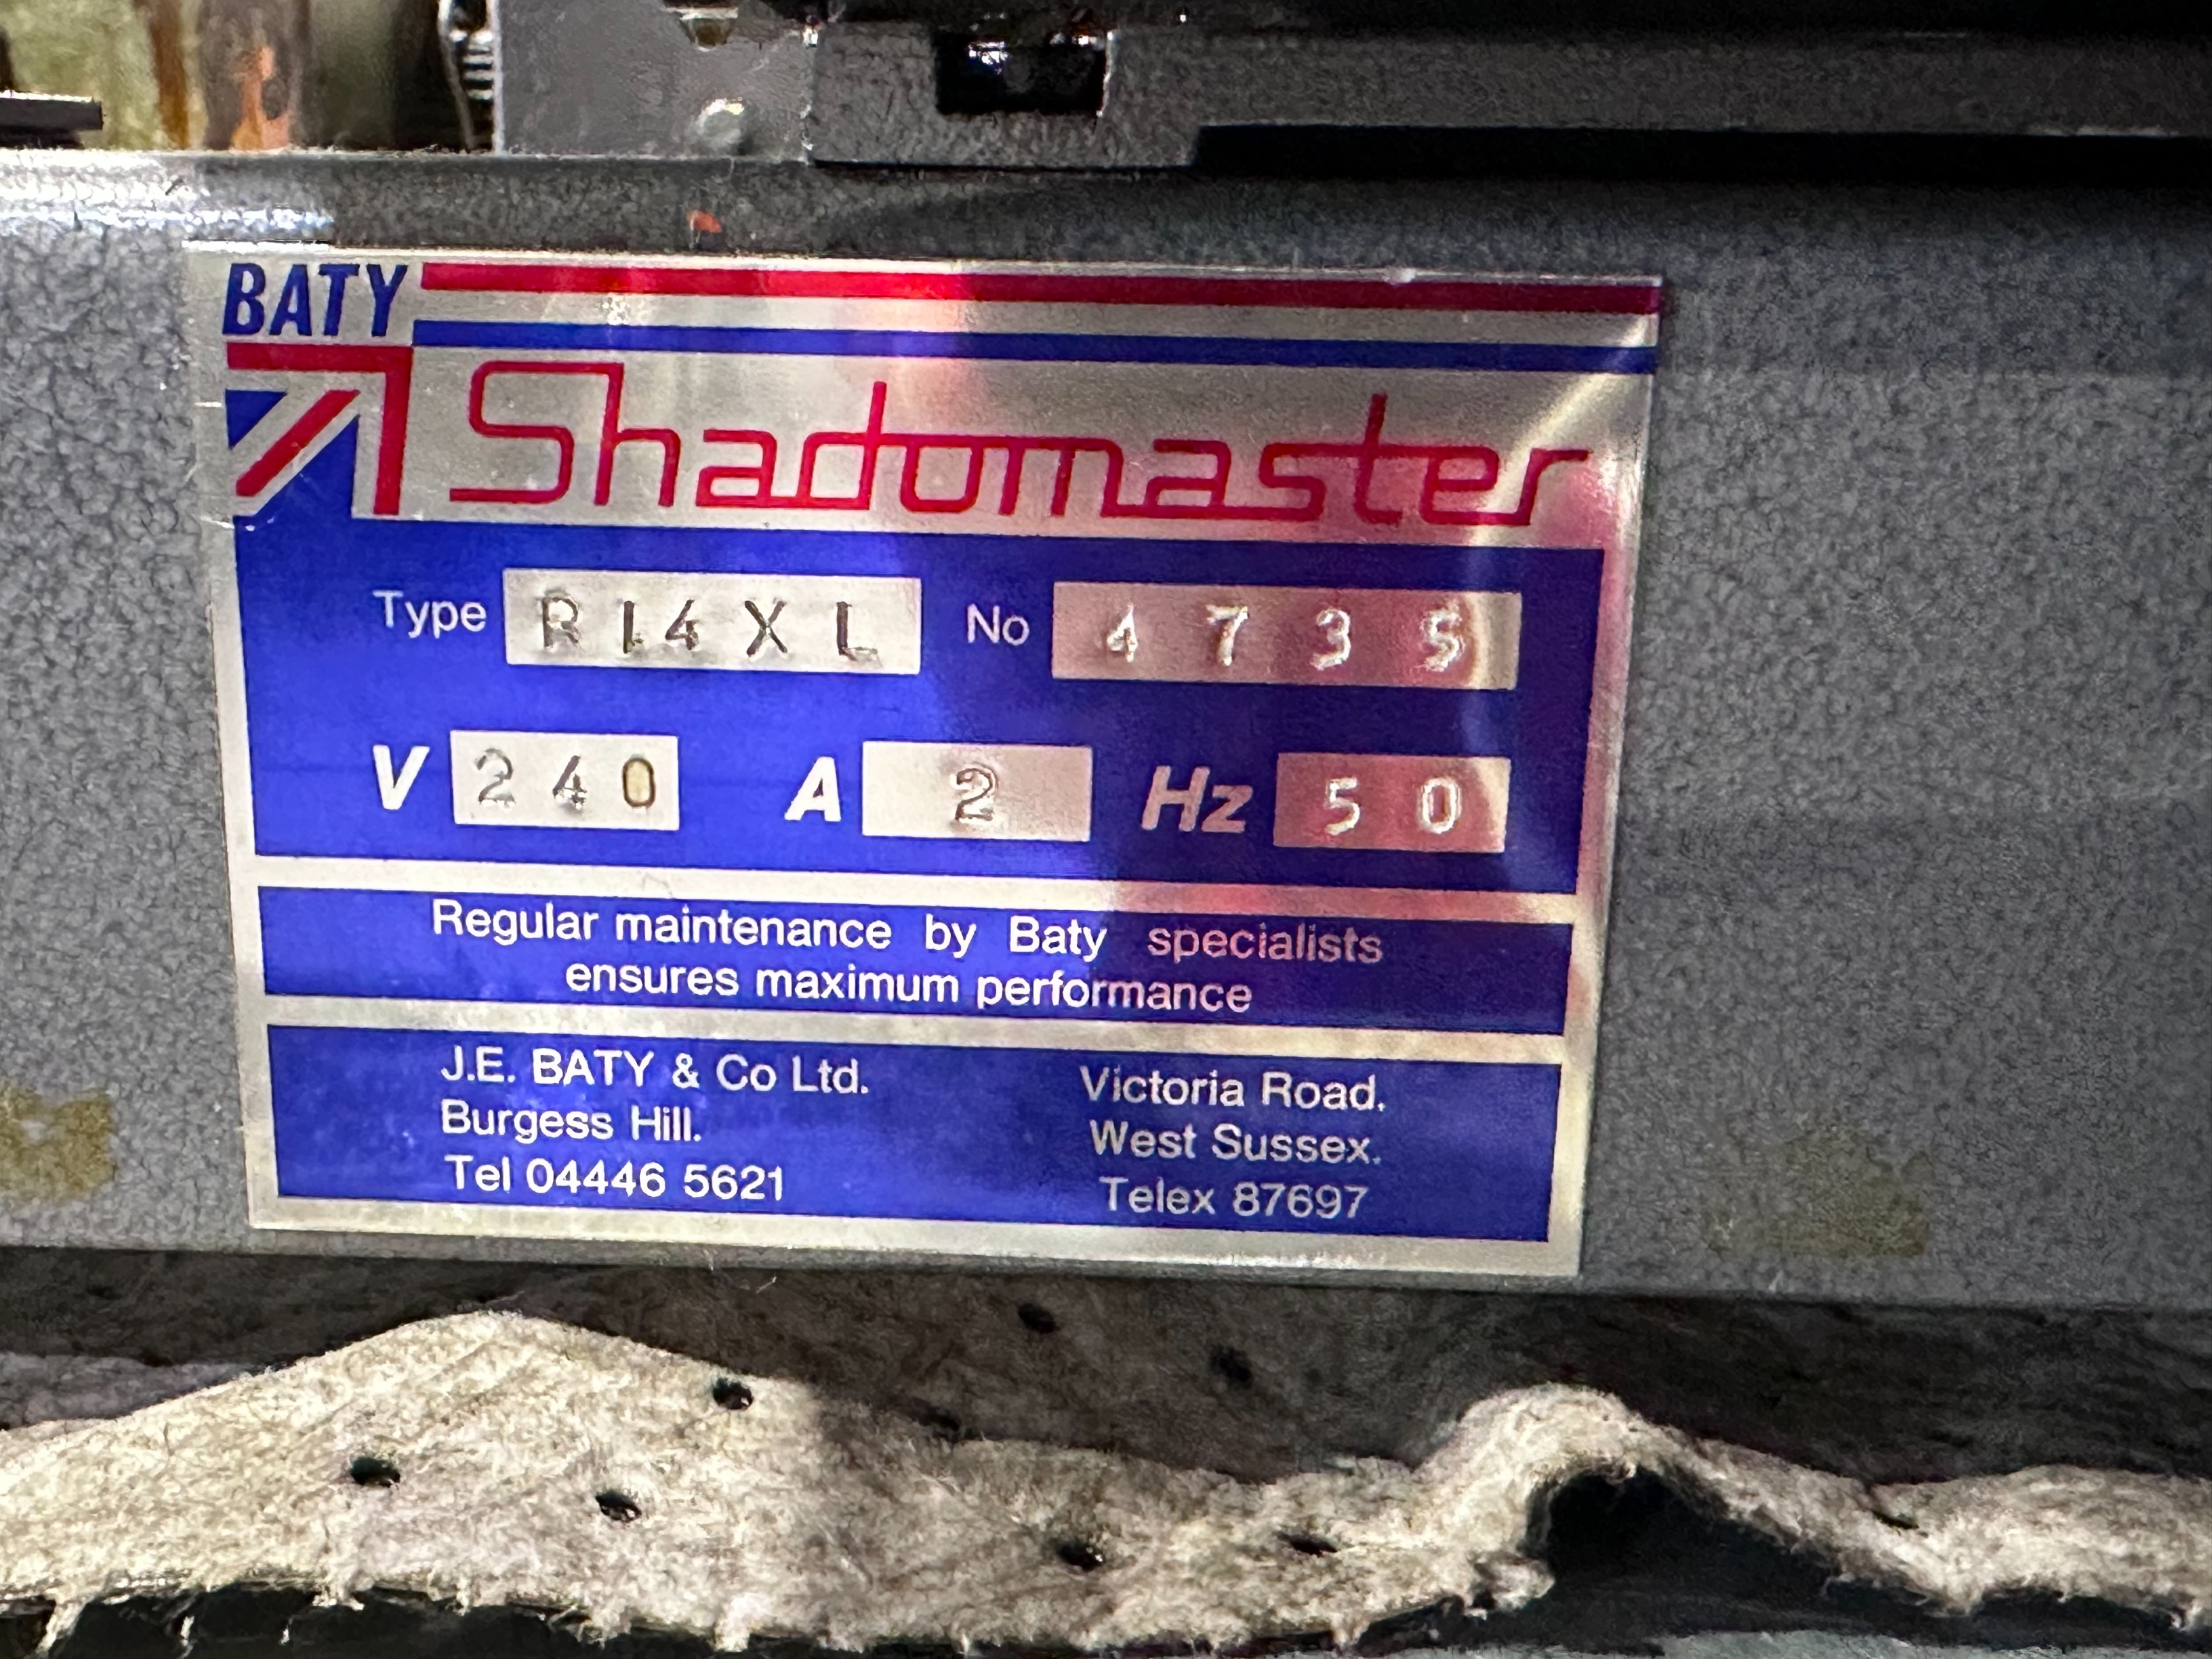 BATY
Shadomaster
Type R14XL No 4735
V 240 A 2 Hz 50
Regular maintenance by Baty specialists
ensures maximum performance
J.E. BATY & Co Ltd. Victoria Road.
Burgess Hill. West Sussex.
Tel 04446 5621 Telex 87697